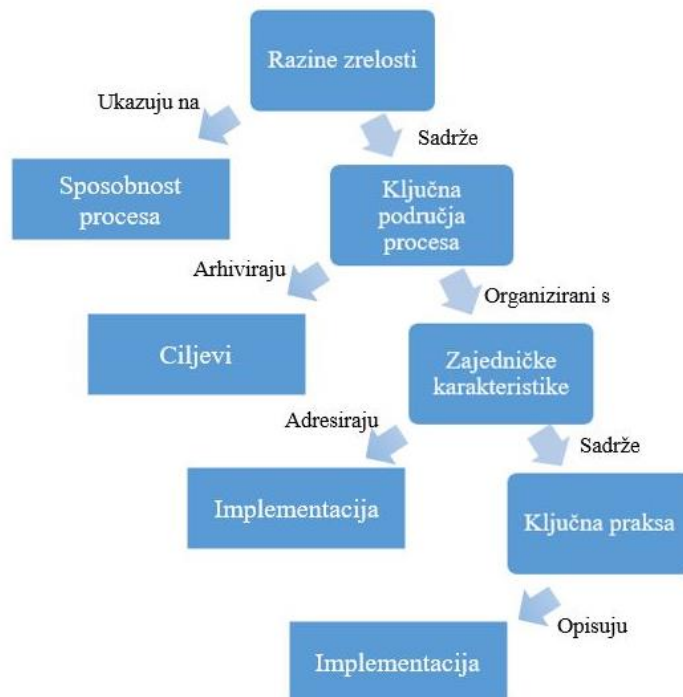 Razine zrelosti
Ukazuju na
Sadrže
Sposobnost
procesa
Ključna
područja
procesa
Arhiviraju
Organizirani s
Ciljevi
Zajedničke
karakteristike
Adresiraju
Sadrže
Implementacija
Ključna praksa
Opisuju
Implementacija